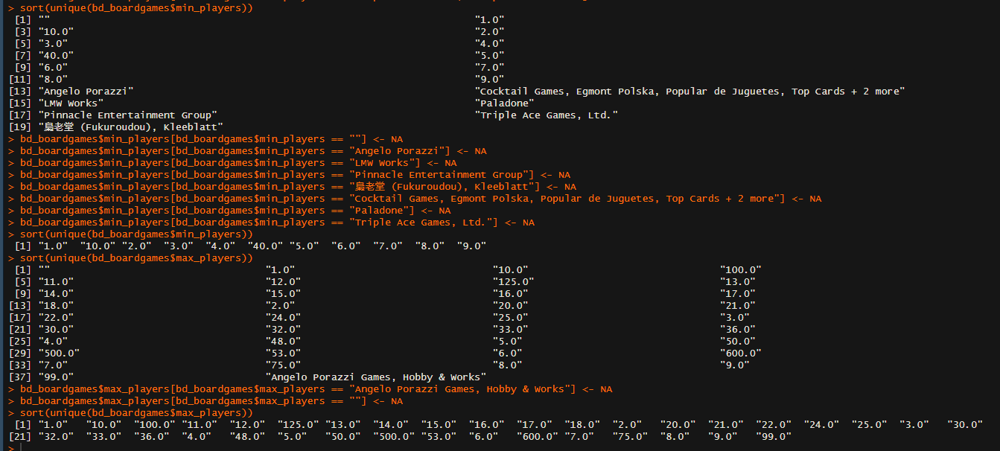 > sort(unique(bd_boardgames$min_players))
[1] "" "1.0"
[3] "10.0" "2.0"
[5] "3.0" "4.0"
[7] "40.0" "5.0"
[9] "6.0" "7.0"
[11] "8.0" "9.0"
[13] "Angelo Porazzi" "Cocktail Games, Egmont Polska, Popular de Juguetes, Top Cards + 2 more"
[15] "LMW Works" "Paladone"
[17] "Pinnacle Entertainment Group" "Triple Ace Games, Ltd."
[19] "梟老堂 (Fukuroudou), Kleeblatt"
> bd_boardgames$min_players[bd_boardgames$min_players == ""] <- NA
> bd_boardgames$min_players[bd_boardgames$min_players == "Angelo Porazzi"] <- NA
> bd_boardgames$min_players[bd_boardgames$min_players == "LMW Works"] <- NA
> bd_boardgames$min_players[bd_boardgames$min_players == "Pinnacle Entertainment Group"] <- NA
> bd_boardgames$min_players[bd_boardgames$min_players == "梟老堂 (Fukuroudou), Kleeblatt"] <- NA
> bd_boardgames$min_players[bd_boardgames$min_players == "Cocktail Games, Egmont Polska, Popular de Juguetes, Top Cards + 2 more"] <- NA
> bd_boardgames$min_players[bd_boardgames$min_players == "Paladone"] <- NA
> bd_boardgames$min_players[bd_boardgames$min_players == "Triple Ace Games, Ltd."] <- NA
> sort(unique(bd_boardgames$min_players))
[1] "1.0" "10.0" "2.0" "3.0" "4.0" "40.0" "5.0" "6.0" "7.0" "8.0" "9.0"
> sort(unique(bd_boardgames$max_players))
[1] "" "1.0" "10.0" "100.0"
[5] "11.0" "12.0" "125.0" "13.0"
[9] "14.0" "15.0" "16.0" "17.0"
[13] "18.0" "2.0" "20.0" "21.0"
[17] "22.0" "24.0" "25.0" "3.0"
[21] "30.0" "32.0" "33.0" "36.0"
[25] "4.0" "48.0" "5.0" "50.0"
[29] "500.0" "53.0" "6.0" "600.0"
[33] "7.0" "75.0" "8.0" "9.0"
[37] "99.0" "Angelo Porazzi Games, Hobby & Works"
> bd_boardgames$max_players[bd_boardgames$max_players == "Angelo Porazzi Games, Hobby & Works"] <- NA
> bd_boardgames$max_players[bd_boardgames$max_players == ""] <- NA
> sort(unique(bd_boardgames$max_players))
[1] "1.0" "10.0" "100.0" "11.0" "12.0" "125.0" "13.0" "14.0" "15.0" "16.0" "17.0" "18.0" "2.0" "20.0" "21.0" "22.0" "24.0" "25.0" "3.0" "30.0"
[21] "32.0" "33.0" "36.0" "4.0" "48.0" "5.0" "50.0" "500.0" "53.0" "6.0" "600.0" "7.0" "75.0" "8.0" "9.0" "99.0"
>